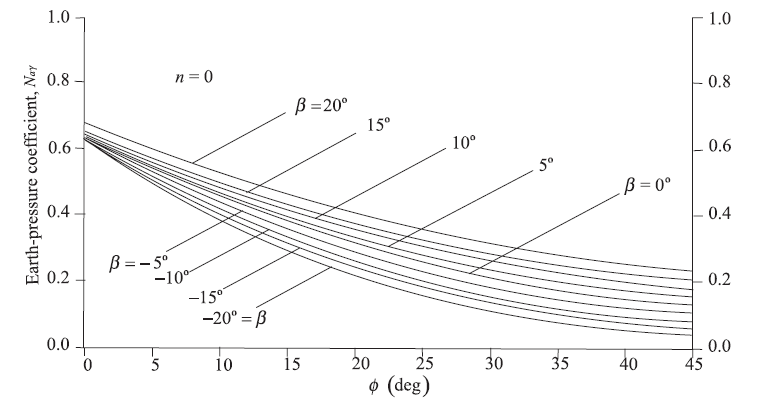 1.0 1.0
n = 0
0.8 0.8
β = 20º
15º
10º
0.6 0.6
5º
β = 0º
Earth-pressure coefficient, Naγ
0.4 0.4
β = −5º
−10º
0.2 0.2
−15º
−20º = β
0.0 0.0
0 5 10 15 20 25 30 35 40 45
ϕ (deg)